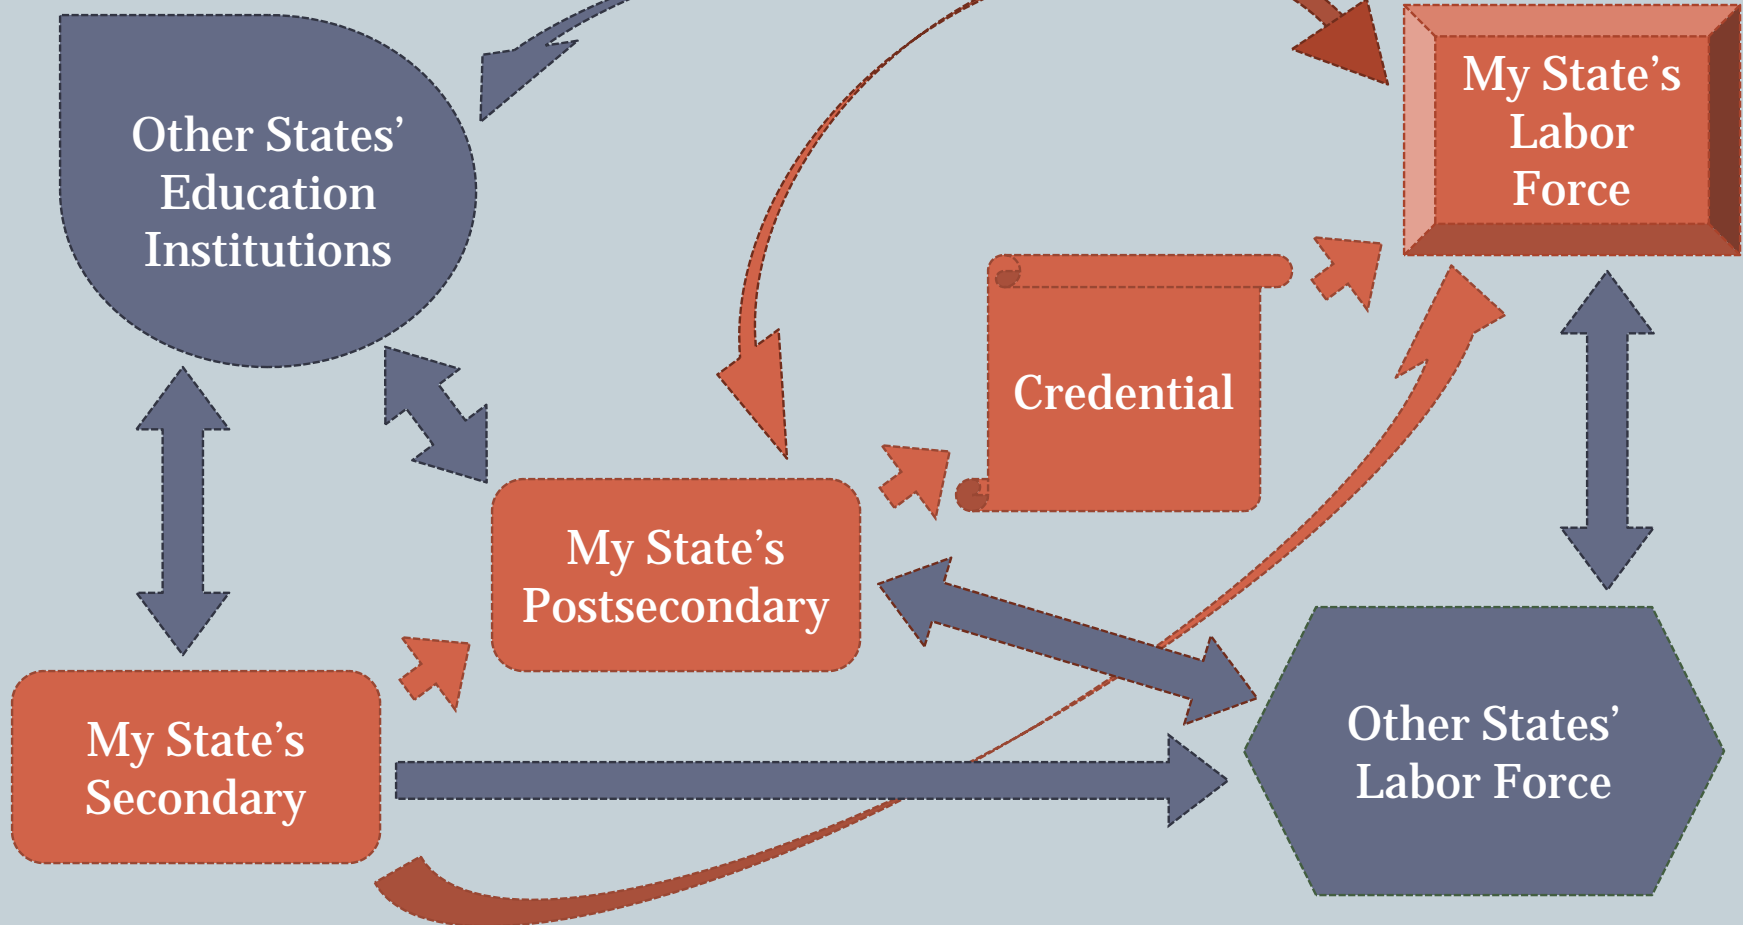 Other States’
Education
Institutions
My State’s
Labor
Force
Credential
My State’s
Postsecondary
My State’s
Secondary
Other States’
Labor Force